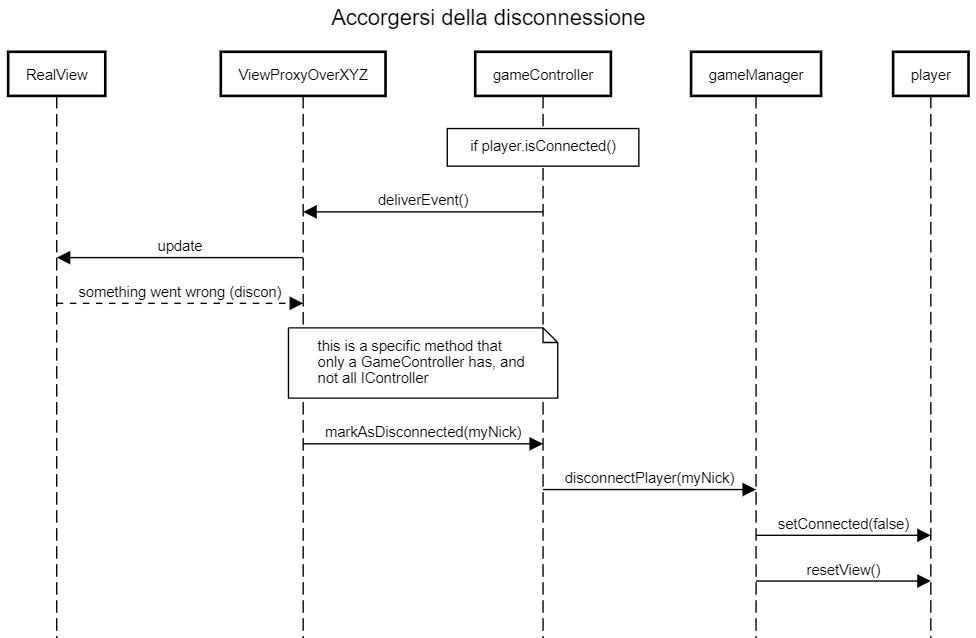 Accorgersi della disconnessione
RealView
ViewProxyOverXYZ
gameController
gameManager
player
if player.isConnected()
deliverEvent()
update
something went wrong (discon)
this is a specific method that
only a GameController has, and
not all IController
markAsDisconnected(myNick)
disconnectPlayer(myNick)
setConnected(false)
resetView()